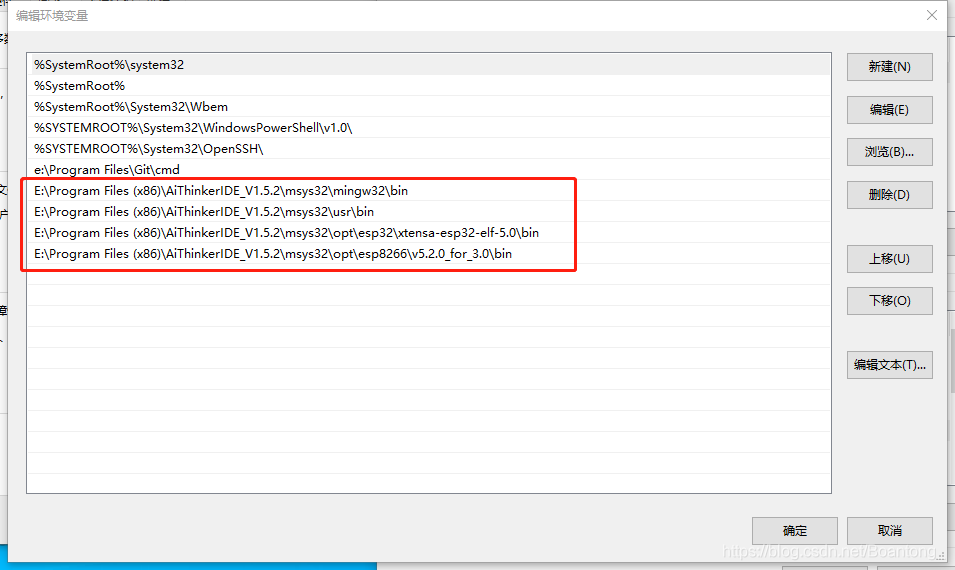 编辑环境变量
%SystemRoot%\system32
%SystemRoot%
%SystemRoot%\System32\Wbem
%SYSTEMROOT%\System32\WindowsPowerShell\v1.0\
%SYSTEMROOT%\System32\OpenSSH\
e:\Program Files\Git\cmd
E:\Program Files (x86)\AiThinkerIDE_V1.5.2\msys32\mingw32\bin
E:\Program Files (x86)\AiThinkerIDE_V1.5.2\msys32\usr\bin
E:\Program Files (x86)\AiThinkerIDE_V1.5.2\msys32\opt\esp32\xtensa-esp32-elf-5.0\bin
E:\Program Files (x86)\AiThinkerIDE_V1.5.2\msys32\opt\esp8266\v5.2.0_for_3.0\bin
新建(N)
编辑(E)
浏览(B)...
删除(D)
上移(U)
下移(O)
编辑文本(T)...
确定
取消
https://blog.csdn.net/Boantong